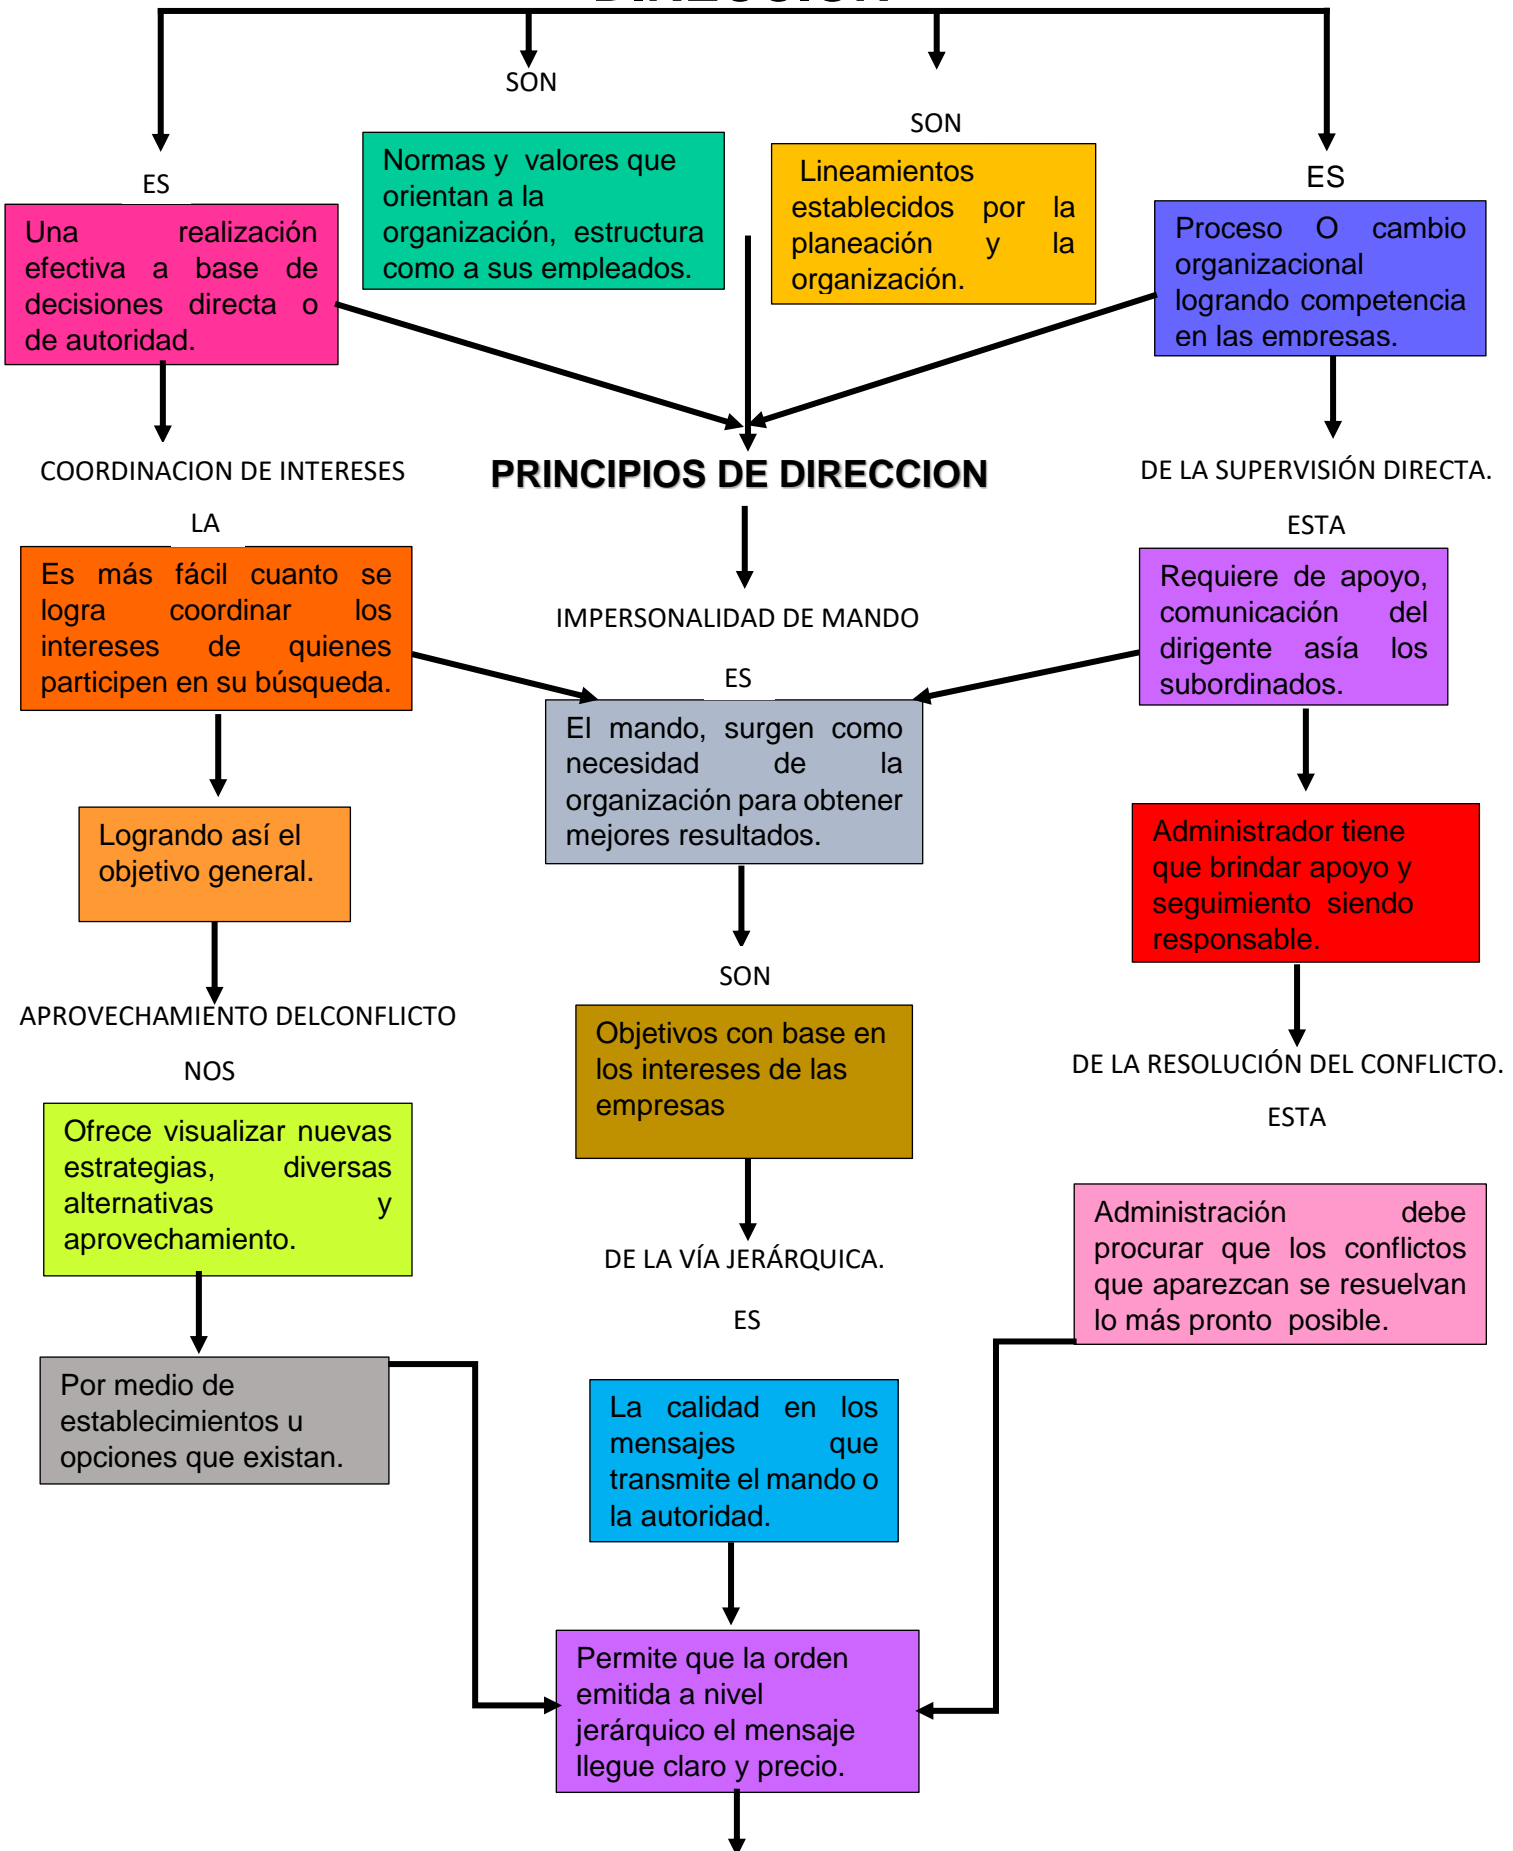 SON
SON
ES
ES
Una realización
efectiva a base de
decisiones directa o
de autoridad.
Normas y valores que
orientan a la
organización, estructura
como a sus empleados.
Lineamientos
establecidos por la
planeación y la
organización.
Proceso O cambio
organizacional
logrando competencia
en las empresas.
COORDINACION DE INTERESES
PRINCIPIOS DE DIRECCION
DE LA SUPERVISIÓN DIRECTA.
LA
ESTA
Es más fácil cuanto se
logra coordinar los
intereses de quienes
participen en su búsqueda.
IMPERSONALIDAD DE MANDO
ES
Requiere de apoyo,
comunicación del
dirigente asía los
subordinados.
El mando, surgen como
necesidad de la
organización para obtener
mejores resultados.
Logrando así el
objetivo general.
Administrador tiene
que brindar apoyo y
seguimiento siendo
responsable.
SON
APROVECHAMIENTO DELCONFLICTO
NOS
Objetivos con base en
los intereses de las
empresas
DE LA RESOLUCIÓN DEL CONFLICTO.
ESTA
Ofrece visualizar nuevas
estrategias, diversas
alternativas y
aprovechamiento.
DE LA VÍA JERÁRQUICA.
ES
Administración debe
procurar que los conflictos
que aparezcan se resuelvan
lo más pronto posible.
Por medio de
establecimientos u
opciones que existan.
La calidad en los
mensajes que
transmite el mando o
la autoridad.
Permite que la orden
emitida a nivel
jerárquico el mensaje
llegue claro y precio.